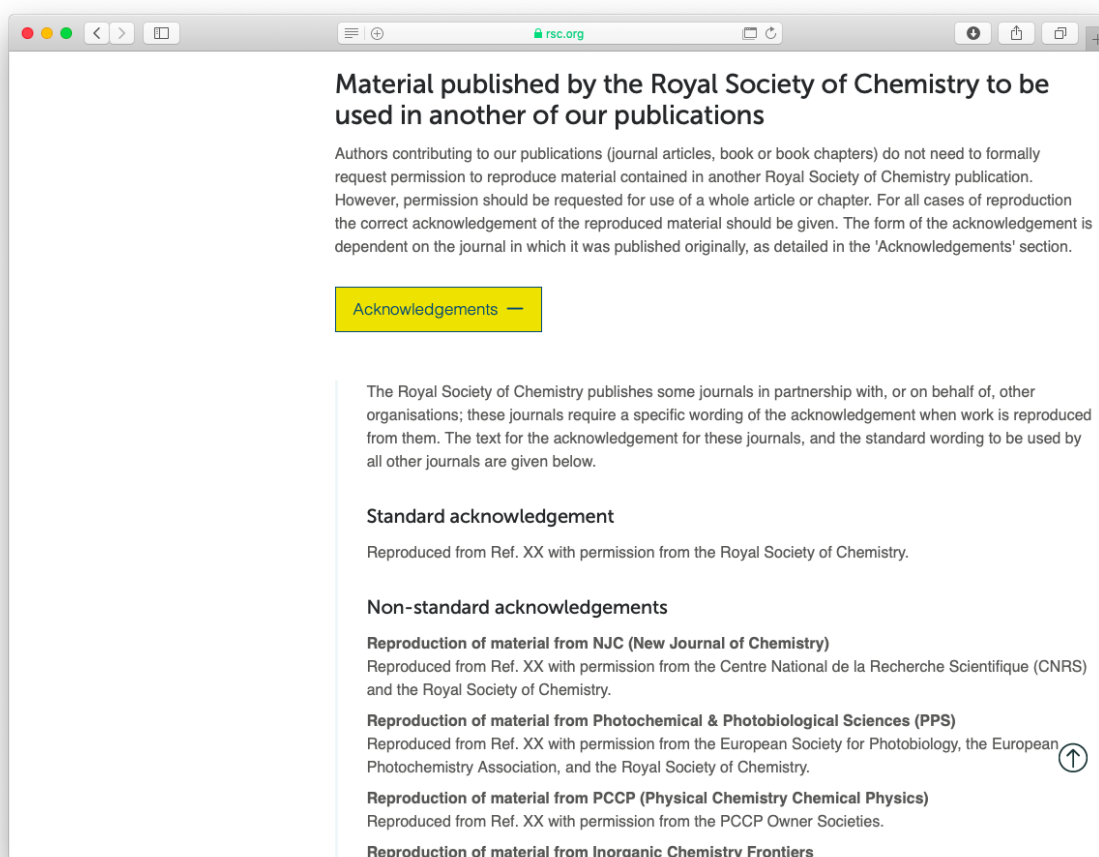 rsc.org
Material published by the Royal Society of Chemistry to be
used in another of our publications
Authors contributing to our publications (journal articles, book or book chapters) do not need to formally
request permission to reproduce material contained in another Royal Society of Chemistry publication.
However, permission should be requested for use of a whole article or chapter. For all cases of reproduction
the correct acknowledgement of the reproduced material should be given. The form of the acknowledgement is
dependent on the journal in which it was published originally, as detailed in the 'Acknowledgements' section.
Acknowledgements —
The Royal Society of Chemistry publishes some journals in partnership with, or on behalf of, other
organisations; these journals require a specific wording of the acknowledgement when work is reproduced
from them. The text for the acknowledgement for these journals, and the standard wording to be used by
all other journals are given below.
Standard acknowledgement
Reproduced from Ref. XX with permission from the Royal Society of Chemistry.
Non-standard acknowledgements
Reproduction of material from NJC (New Journal of Chemistry)
Reproduced from Ref. XX with permission from the Centre National de la Recherche Scientifique (CNRS)
and the Royal Society of Chemistry.
Reproduction of material from Photochemical & Photobiological Sciences (PPS)
Reproduced from Ref. XX with permission from the European Society for Photobiology, the European
Photochemistry Association, and the Royal Society of Chemistry.
Reproduction of material from PCCP (Physical Chemistry Chemical Physics)
Reproduced from Ref. XX with permission from the PCCP Owner Societies.
Reproduction of material from Inorganic Chemistry Frontiers